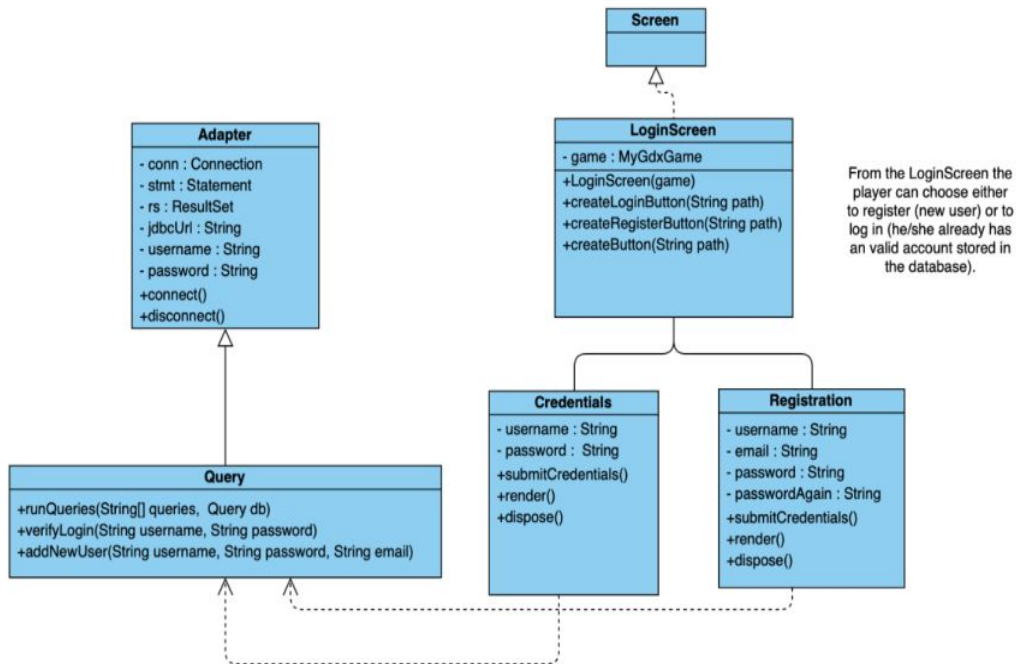 Screen
Adapter
- conn : Connection
- stmt : Statement
- rs : ResultSet
- jdbcUrl : String
- username : String
- password : String
+connect()
+disconnect()
LoginScreen
- game : MyGdxGame
+LoginScreen(game)
+createLoginButton(String path)
+createRegisterButton(String path)
+createButton(String path)
From the LoginScreen the
player can choose either
to register (new user) or to
log in (he/she already has
an valid account stored in
the database).
Query
+runQueries(String[] queries, Query db)
+verifyLogin(String username, String password)
+addNewUser(String username, String password, String email)
Credentials
- username : String
- password : String
+submitCredentials()
+render()
+dispose()
Registration
- username : String
- email : String
- password : String
- passwordAgain : String
+submitCredentials()
+render()
+dispose()